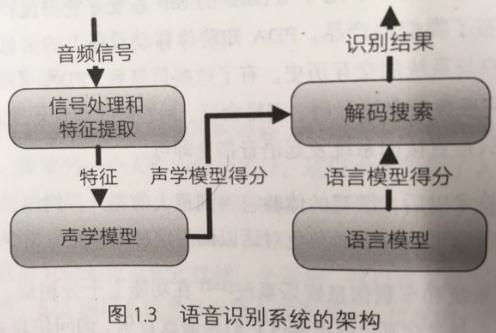 音频信号
识别结果
信号处理和
特征提取
解码搜索
特征
声学模型得分
语言模型得分
声学模型
语言模型
图1.3 语音识别系统的架构